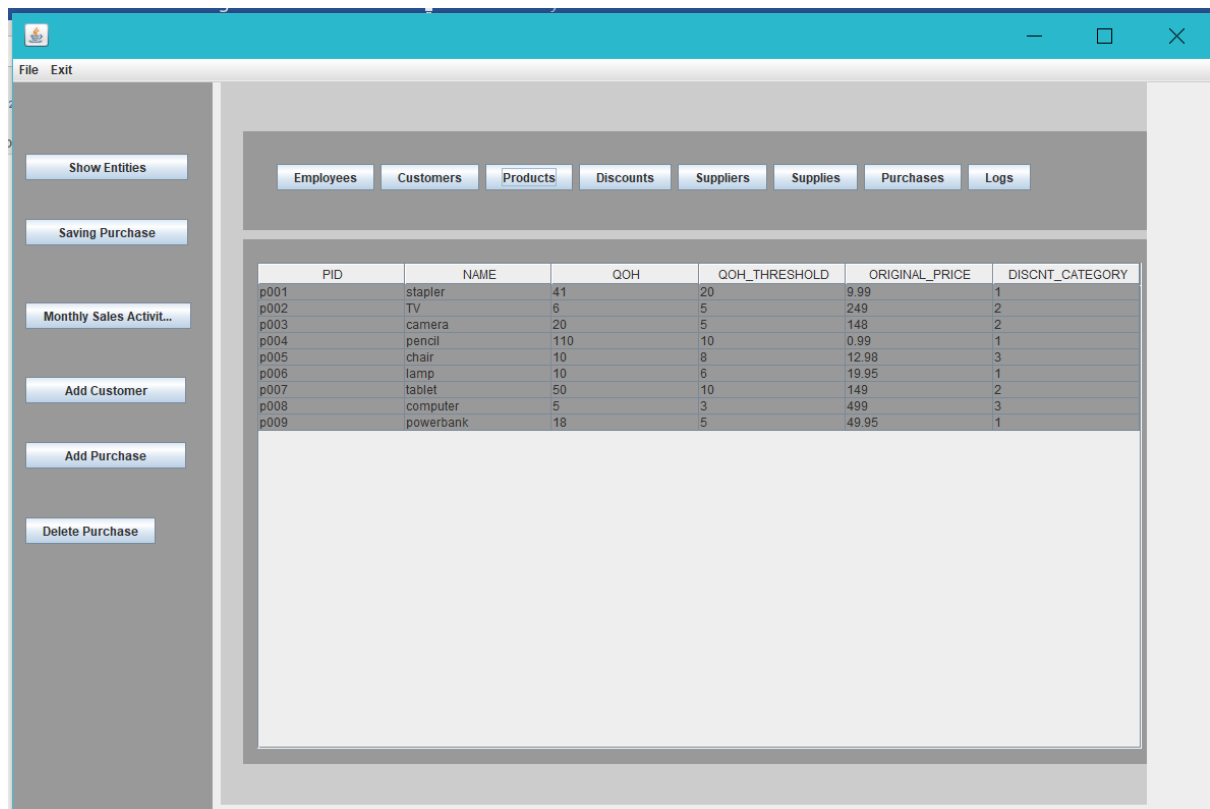 File Exit
Show Entities
Saving Purchase
Monthly Sales Activit...
Add Customer
Add Purchase
Delete Purchase
Employees Customers Products Discounts Suppliers Supplies Purchases Logs
PID NAME QOH QOH_THRESHOLD ORIGINAL_PRICE DISCNT_CATEGORY
p001 stapler 41 20 9.99 1
p002 TV 6 5 249 2
p003 camera 20 5 148 2
p004 pencil 110 10 0.99 1
p005 chair 10 8 12.98 3
p006 lamp 10 6 19.95 1
p007 tablet 50 10 149 2
p008 computer 5 3 499 3
p009 powerbank 18 5 49.95 1